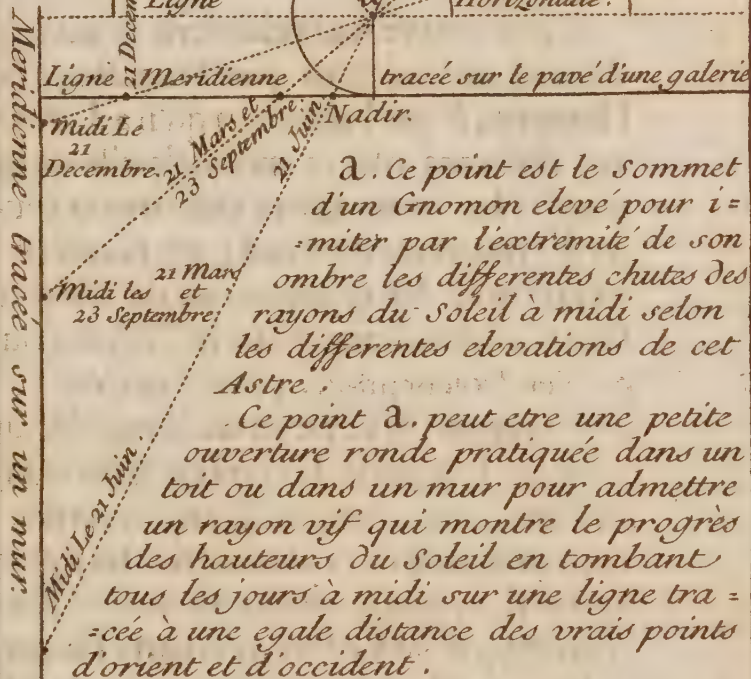 Ligne
Horizontale.
21 Decem
Ligne Meridienne tracée sur le pavé d'une galerie
Nadir.
Midi Le
21
Decembre.
21 Mars et
23 Septembre.
21 Juin
a. Ce point est le Sommet
d'un Gnomon elevé pour i=
=miter par l'extremité de son
ombre les differentes chutes des
rayons du Soleil à midi selon
les differentes elevations de cet
Astre.
Midi les 21 Mars
et
23 Septembre.
Ce point a. peut etre une petite
ouverture ronde pratiquée dans un
toit ou dans un mur pour admettre
un rayon vif qui montre le progrès
des hauteurs du Soleil en tombant
tous les jours à midi sur une ligne tra=
=cée à une egale distance des vrais points
d'orient et d'occident.
Midi Le 21 Juin.
Meridienne tracée sur un mur.